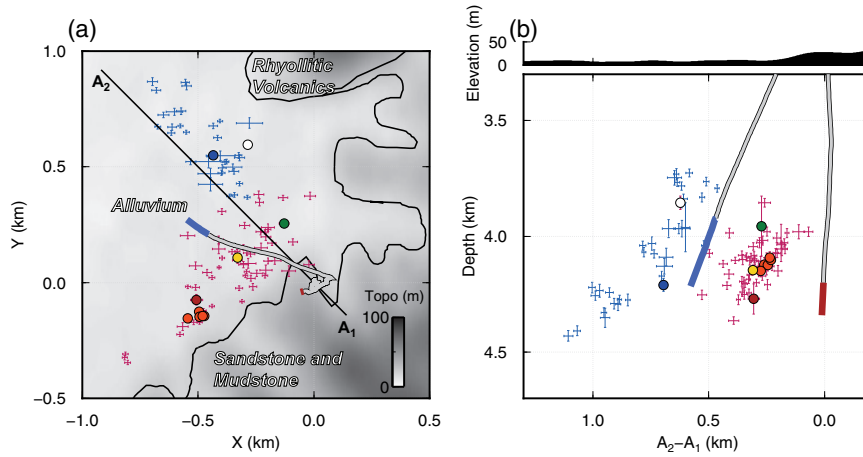 (a)
(b)
1.0
0.5
0.0
−0.5
Y (km)
−1.0
−0.5
0.0
0.5
X (km)
A2
A1
Rhyollitic
Volcanics
Alluvium
Sandstone and
Mudstone
Topo (m)
100
0
Elevation (m)
50
0
3.5
4.0
4.5
Depth (km)
1.0
0.5
0.0
A2−A1 (km)